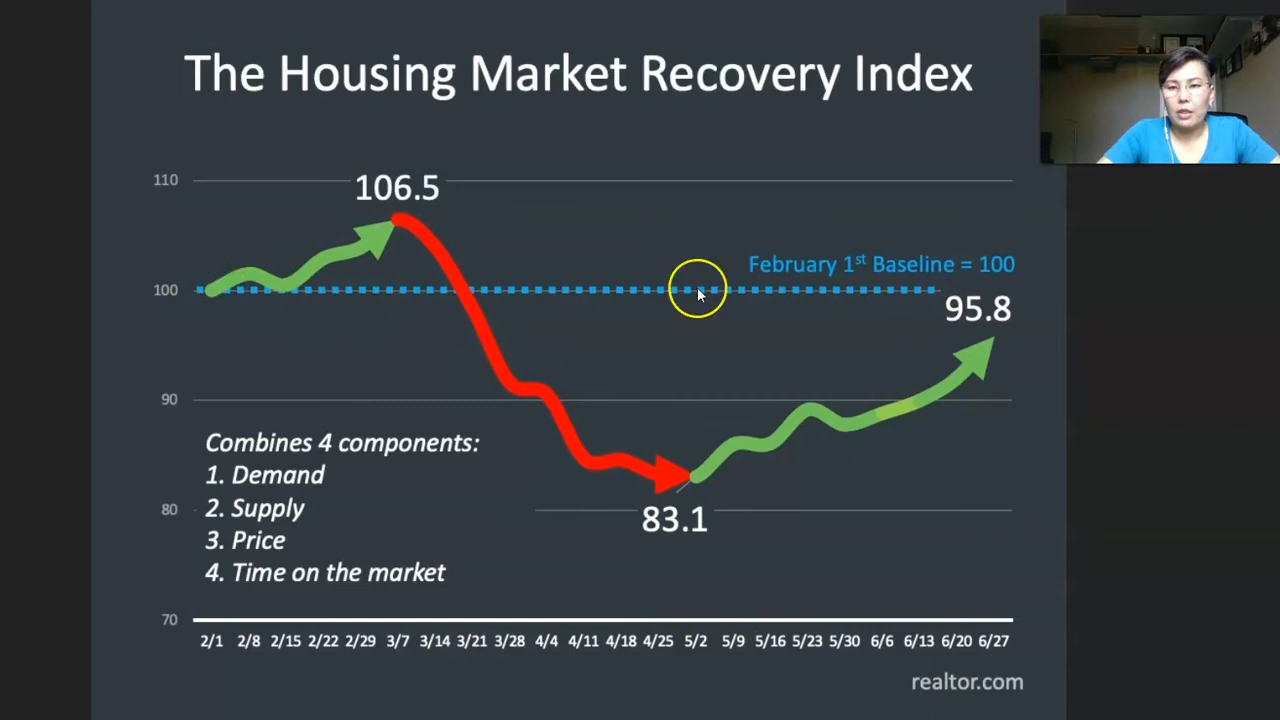 The Housing Market Recovery Index
110
106.5
February 1st Baseline = 100
100
95.8
90
Combines 4 components:
1. Demand
2. Supply
3. Price
4. Time on the market
80
83.1
70
2/1 2/8 2/15 2/22 2/29 3/7 3/14 3/21 3/28 4/4 4/11 4/18 4/25 5/2 5/9 5/16 5/23 5/30 6/6 6/13 6/20 6/27
realtor.com